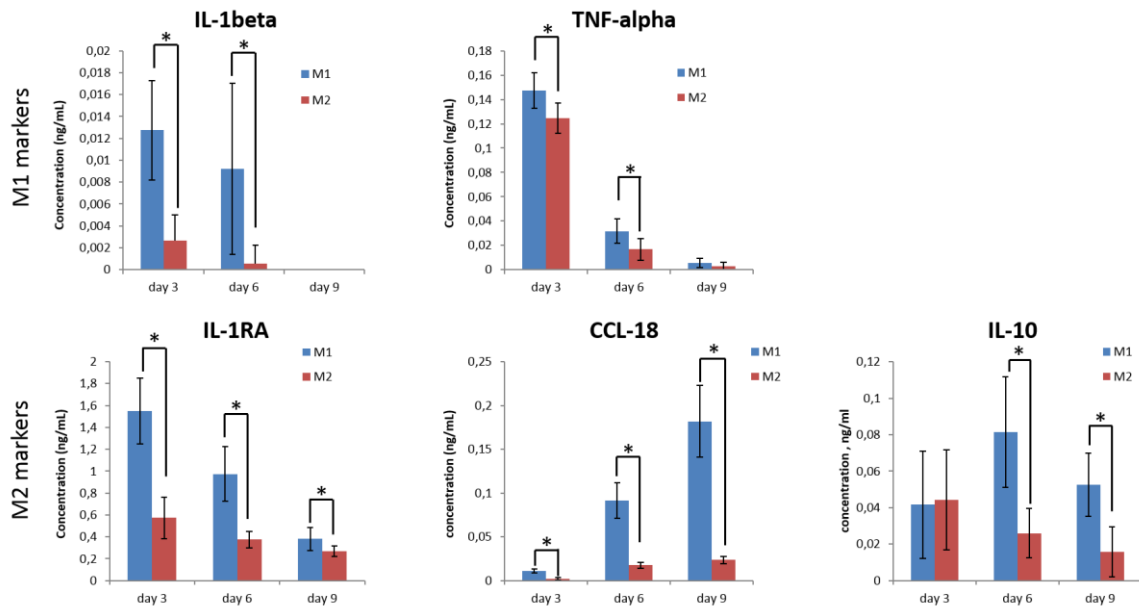 M1 markers
IL-1beta
Concentration (ng/mL)
0,02
0,018
0,016
0,014
0,012
0,01
0,008
0,006
0,004
0,002
0
*
*
M1
M2
day 3
day 6
day 9
TNF-alpha
Concentration (ng/mL)
0,18
0,16
0,14
0,12
0,1
0,08
0,06
0,04
0,02
0
*
*
M1
M2
day 3
day 6
day 9
M2 markers
IL-1RA
Concentration (ng/mL)
2
1,8
1,6
1,4
1,2
1
0,8
0,6
0,4
0,2
0
*
*
*
M1
M2
day 3
day 6
day 9
CCL-18
concentration (ng/mL)
0,25
0,2
0,15
0,1
0,05
0
*
*
*
M1
M2
day 3
day 6
day 9
IL-10
concentration , ng/ml
0,12
0,10
0,08
0,06
0,04
0,02
0,00
*
*
M1
M2
day 3
day 6
day 9